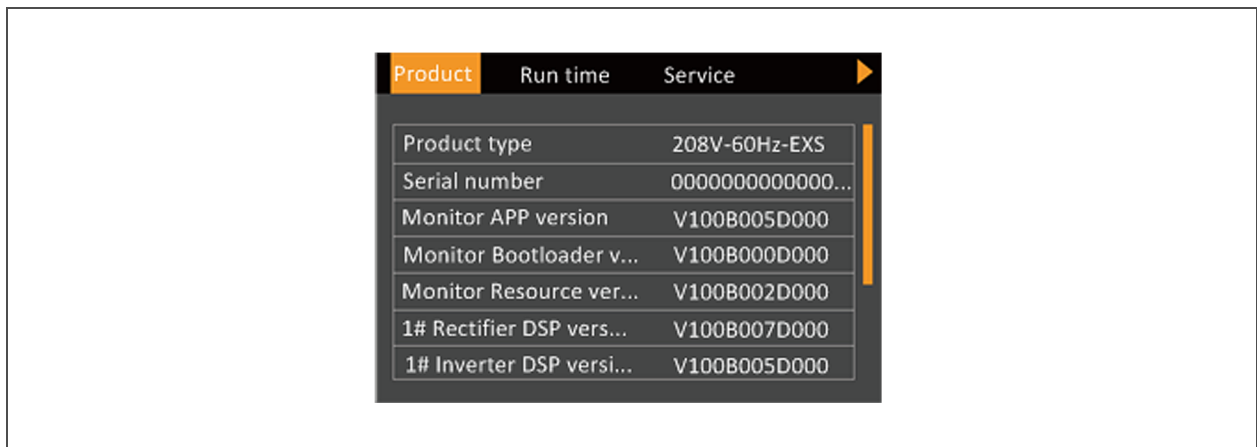 Product Run time Service
Product type 208V-60Hz-EXS
Serial number 0000000000000...
Monitor APP version V100B005D000
Monitor Bootloader v... V100B000D000
Monitor Resource ver... V100B002D000
1# Rectifier DSP vers... V100B007D000
1# Inverter DSP versi... V100B005D000